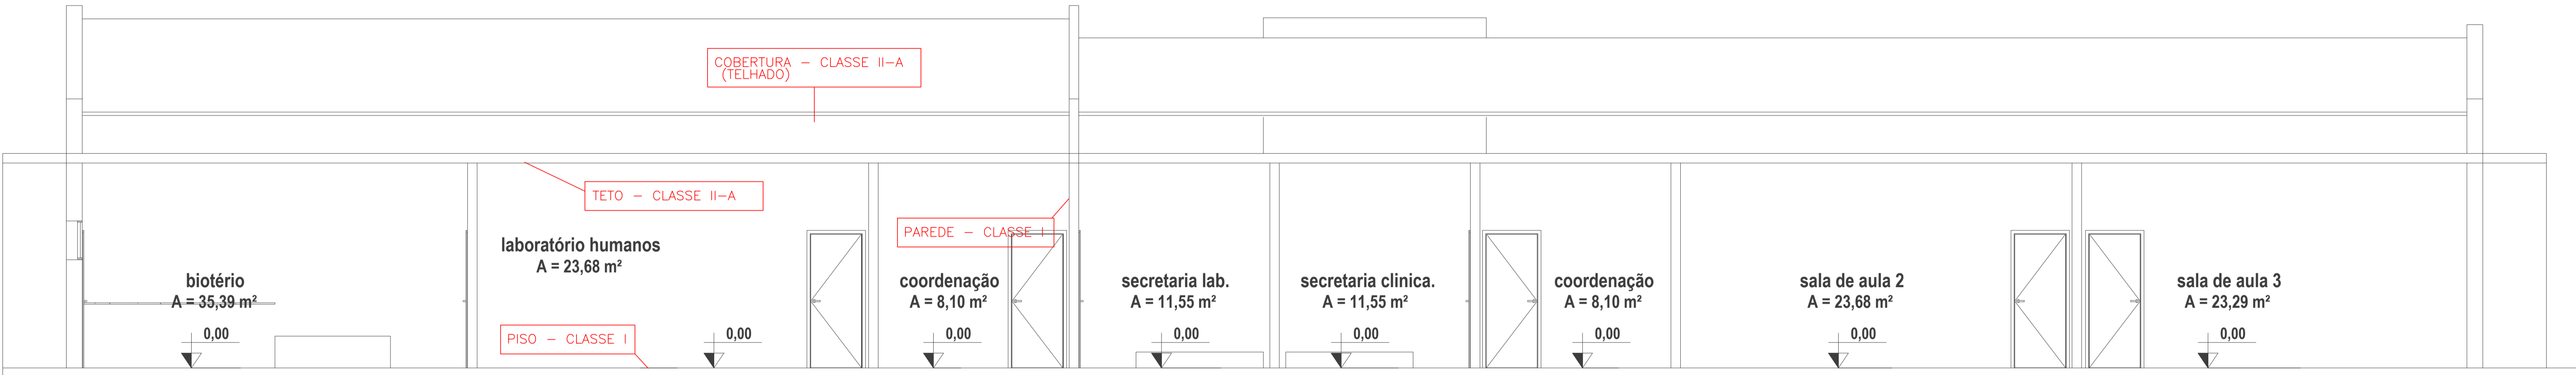 COBERTURA - CLASSE II-A
(TELHADO)
TETO - CLASSE II-A
PAREDE - CLASSE I
laboratório humanos
A = 23,68 m²
biotério
A = 35,39 m²
coordenação
A = 8,10 m²
secretaria lab.
A = 11,55 m²
secretaria clinica.
A = 11,55 m²
coordenação
A = 8,10 m²
sala de aula 2
A = 23,68 m²
sala de aula 3
A = 23,29 m²
PISO - CLASSE I
0,00
0,00
0,00
0,00
0,00
0,00
0,00
0,00